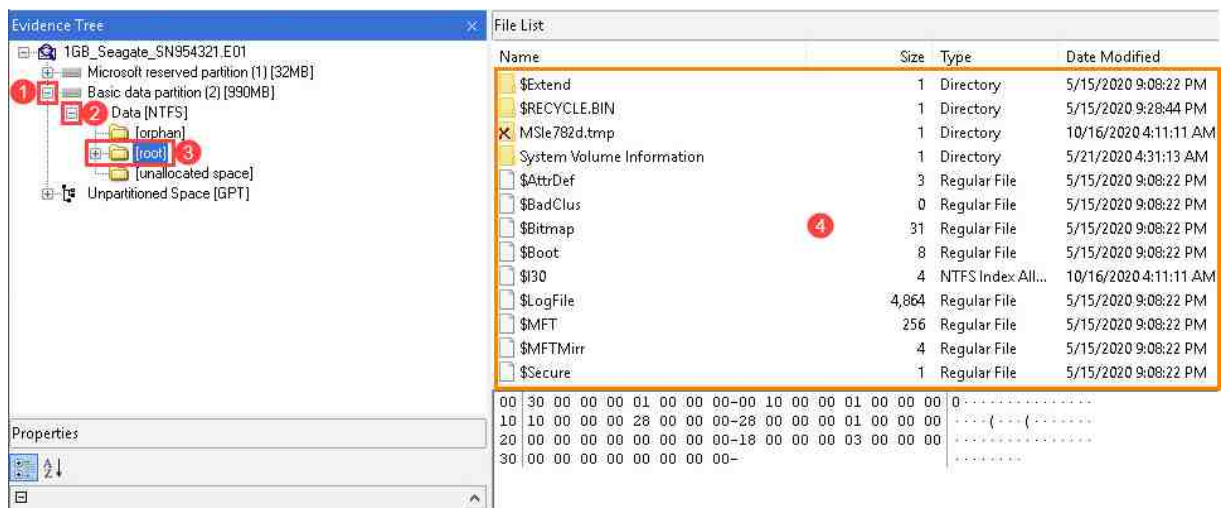 Evidence Tree
1GB_Seagate_SN954321.E01
Microsoft reserved partition (1) [32MB]
1 Basic data partition (2) [990MB]
2 Data [NTFS]
[orphan]
[root] 3
[unallocated space]
Unpartitioned Space [GPT]
Properties
File List
Name Size Type Date Modified
$Extend 1 Directory 5/15/2020 9:08:22 PM
$RECYCLE.BIN 1 Directory 5/15/2020 9:28:44 PM
MSIe782d.tmp 1 Directory 10/16/2020 4:11:11 AM
System Volume Information 1 Directory 5/21/2020 4:31:13 AM
$AttrDef 3 Regular File 5/15/2020 9:08:22 PM
$BadClus 0 Regular File 5/15/2020 9:08:22 PM
$Bitmap 4 31 Regular File 5/15/2020 9:08:22 PM
$Boot 8 Regular File 5/15/2020 9:08:22 PM
$I30 4 NTFS Index All... 10/16/2020 4:11:11 AM
$LogFile 4,864 Regular File 5/15/2020 9:08:22 PM
$MFT 256 Regular File 5/15/2020 9:08:22 PM
$MFTMirr 4 Regular File 5/15/2020 9:08:22 PM
$Secure 1 Regular File 5/15/2020 9:08:22 PM
00 30 00 00 00 01 00 00 00-00 10 00 00 01 00 00 00 0···············
10 10 00 00 00 28 00 00 00-28 00 00 00 01 00 00 00 ····(···(·······
20 00 00 00 00 00 00 00 00-18 00 00 00 03 00 00 00 ················
30 00 00 00 00 00 00 00 00- ········